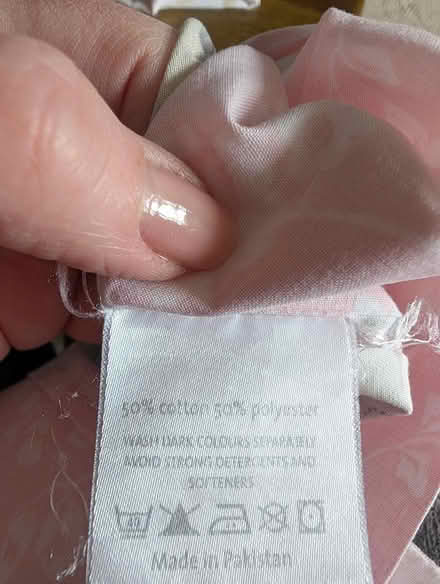 50% cotton 50% polyester
WASH DARK COLOURS SEPARATELY
AVOID STRONG DETERGENTS AND
SOFTENERS
40
Made in Pakistan